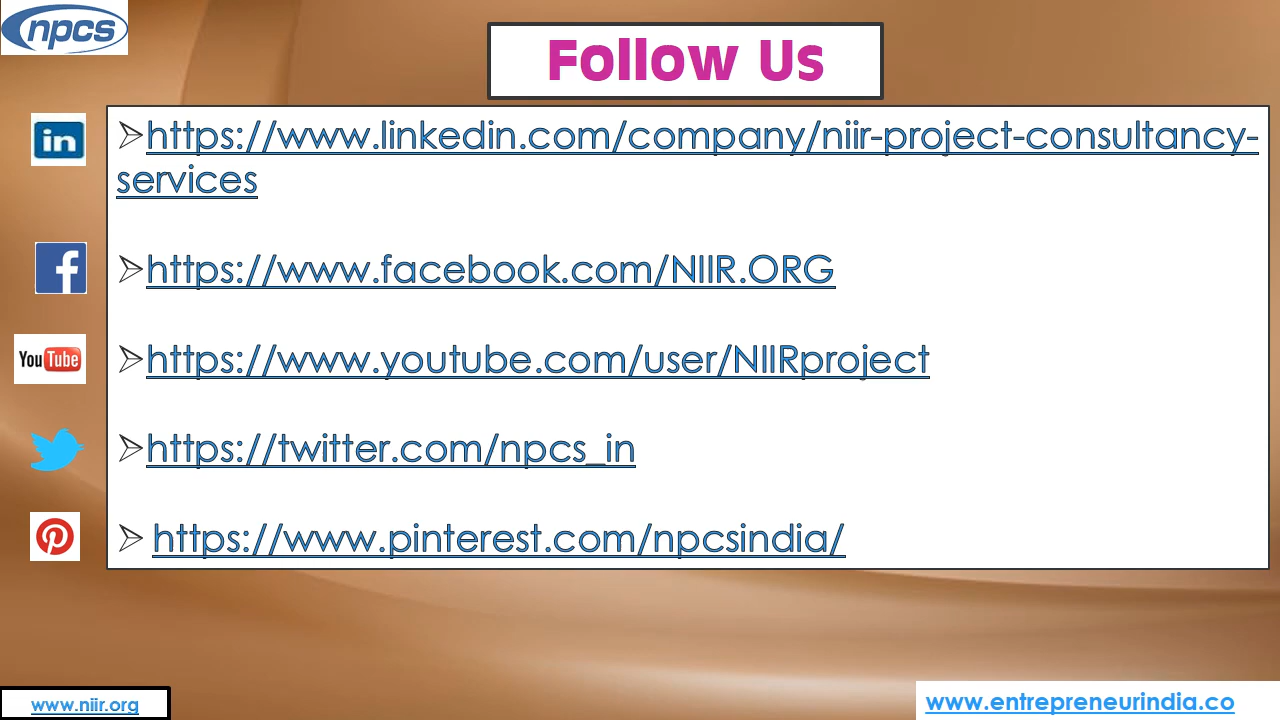 npcs
Follow Us
in
➢https://www.linkedin.com/company/niir-project-consultancy-
services
f
➢https://www.facebook.com/NIIR.ORG
YouTube
➢https://www.youtube.com/user/NIIRproject
➢https://twitter.com/npcs_in
➢ https://www.pinterest.com/npcsindia/
www.niir.org
www.entrepreneurindia.co